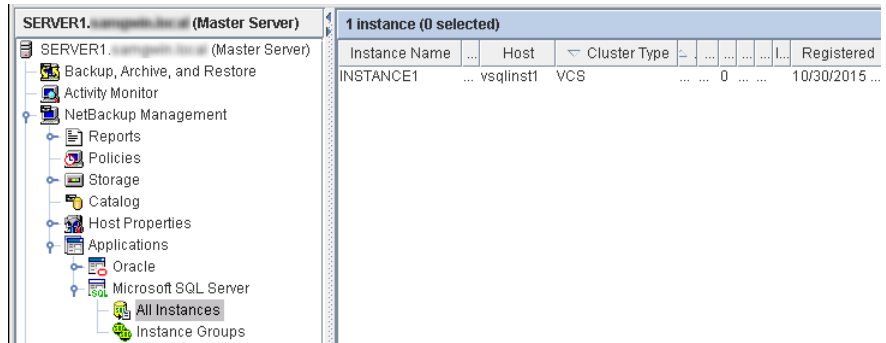 SERVER1. (Master Server)
1 instance (0 selected)
SERVER1. (Master Server)
Backup, Archive, and Restore
Activity Monitor
NetBackup Management
Reports
Policies
Storage
Catalog
Host Properties
Applications
Oracle
Microsoft SQL Server
All Instances
Instance Groups
Instance Name ... Host Cluster Type ... ... ... ... I... Registered
INSTANCE1 ... vsqlinst1 VCS ... ... 0 ... ... 10/30/2015 ...